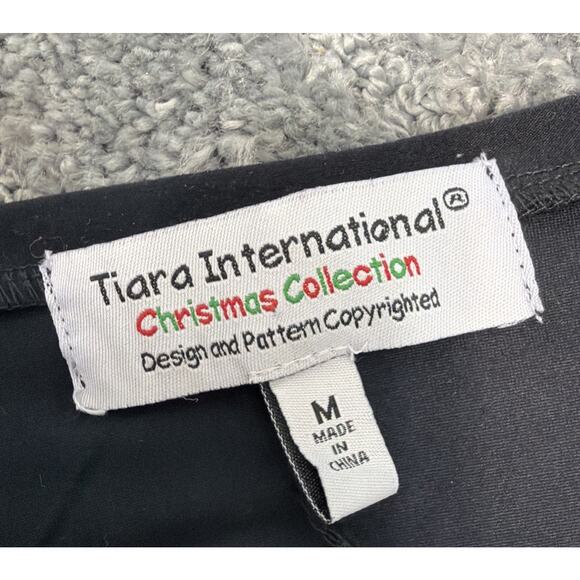 Tiara International®
Christmas Collection
Design and Pattern Copyrighted
M
MADE
IN
CHINA